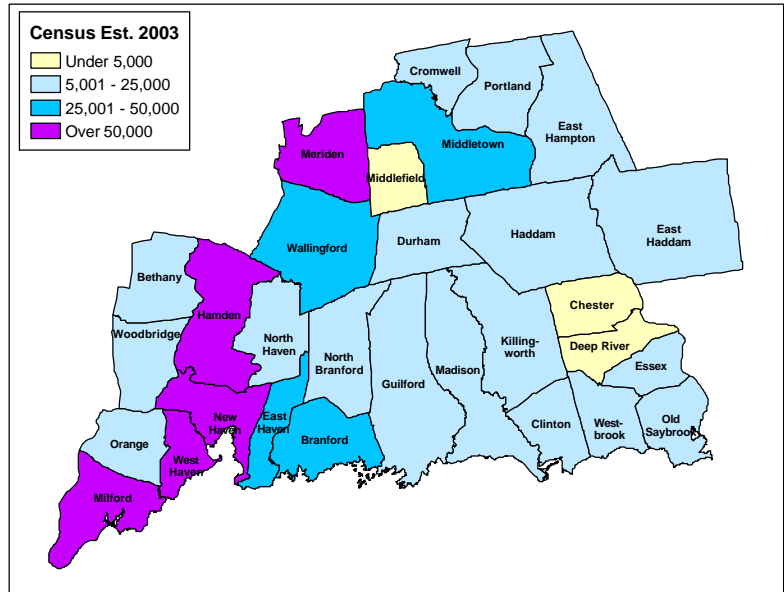 Census Est. 2003
Under 5,000
5,001 - 25,000
25,001 - 50,000
Over 50,000
Cromwell
Portland
East
Hampton
Meriden
Middletown
Middlefield
Wallingford
Durham
Haddam
East
Haddam
Bethany
Hamden
Woodbridge
North
Haven
North
Branford
Guilford
Madison
Killing-
worth
Chester
Deep River
Essex
Orange
New
Haven
West
Haven
East
Haven
Branford
Clinton
West-
brook
Old
Saybrook
Milford